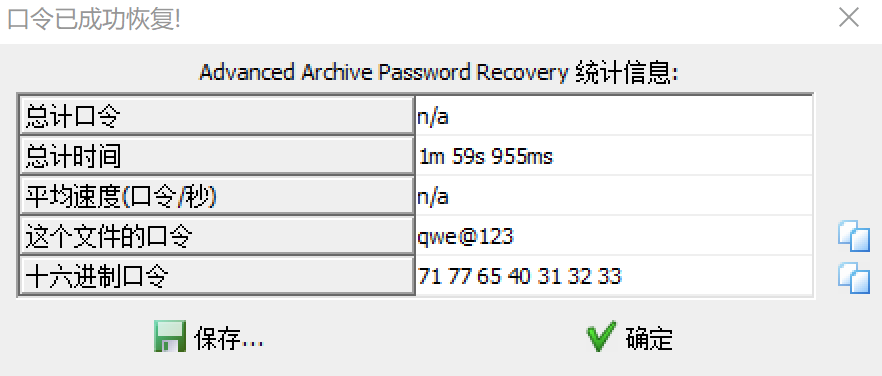 口令已成功恢复!
Advanced Archive Password Recovery 统计信息:
总计口令 n/a
总计时间 1m 59s 955ms
平均速度(口令/秒) n/a
这个文件的口令 qwe@123
十六进制口令 71 77 65 40 31 32 33
保存... 确定